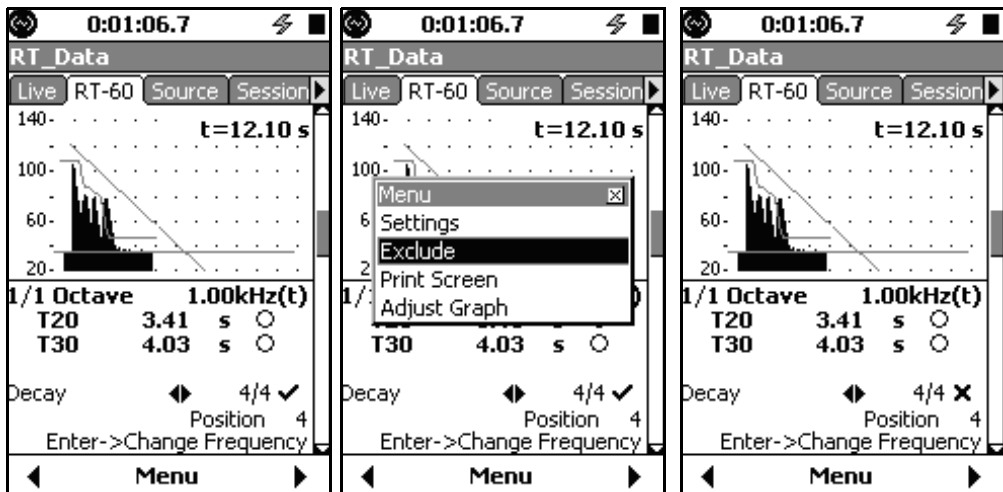 0:01:06.7
RT_Data
Live RT-60 Source Session
140-
t=12.10 s
100-
60-
20-
1/1 Octave 1.00kHz(t)
T20 3.41 s
T30 4.03 s
Decay 4/4
Position 4
Enter->Change Frequency
Menu
0:01:06.7
RT_Data
Live RT-60 Source Session
140-
t=12.10 s
100-
Menu
6
Settings
Exclude
2
Print Screen
1/
Adjust Graph
T30 4.03 s
Decay 4/4
Position 4
Enter->Change Frequency
Menu
0:01:06.7
RT_Data
Live RT-60 Source Session
140-
t=12.10 s
100-
60-
20-
1/1 Octave 1.00kHz(t)
T20 3.41 s
T30 4.03 s
Decay 4/4
Position 4
Enter->Change Frequency
Menu